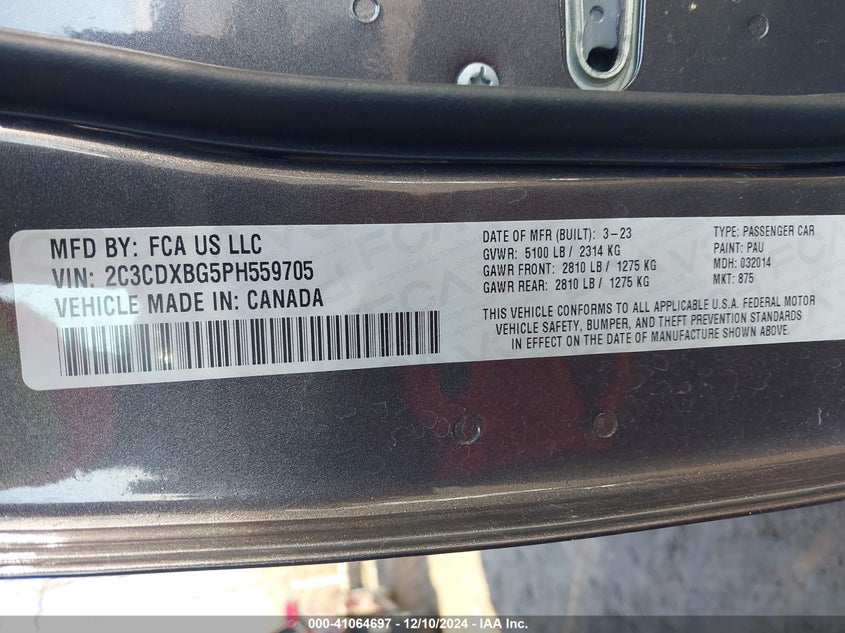 MFD BY: FCA US LLC
VIN: 2C3CDXBG5PH559705
VEHICLE MADE IN: CANADA
DATE OF MFR (BUILT): 3-23
GVWR: 5100 LB / 2314 KG
GAWR FRONT: 2810 LB / 1275 KG
GAWR REAR: 2810 LB / 1275 KG
TYPE: PASSENGER CAR
PAINT: PAU
MDH: 032014
MKT: 875
THIS VEHICLE CONFORMS TO ALL APPLICABLE U.S.A. FEDERAL MOTOR
VEHICLE SAFETY, BUMPER, AND THEFT PREVENTION STANDARDS
IN EFFECT ON THE DATE OF MANUFACTURE SHOWN ABOVE.
000-41064697 - 12/10/2024 - IAA Inc.